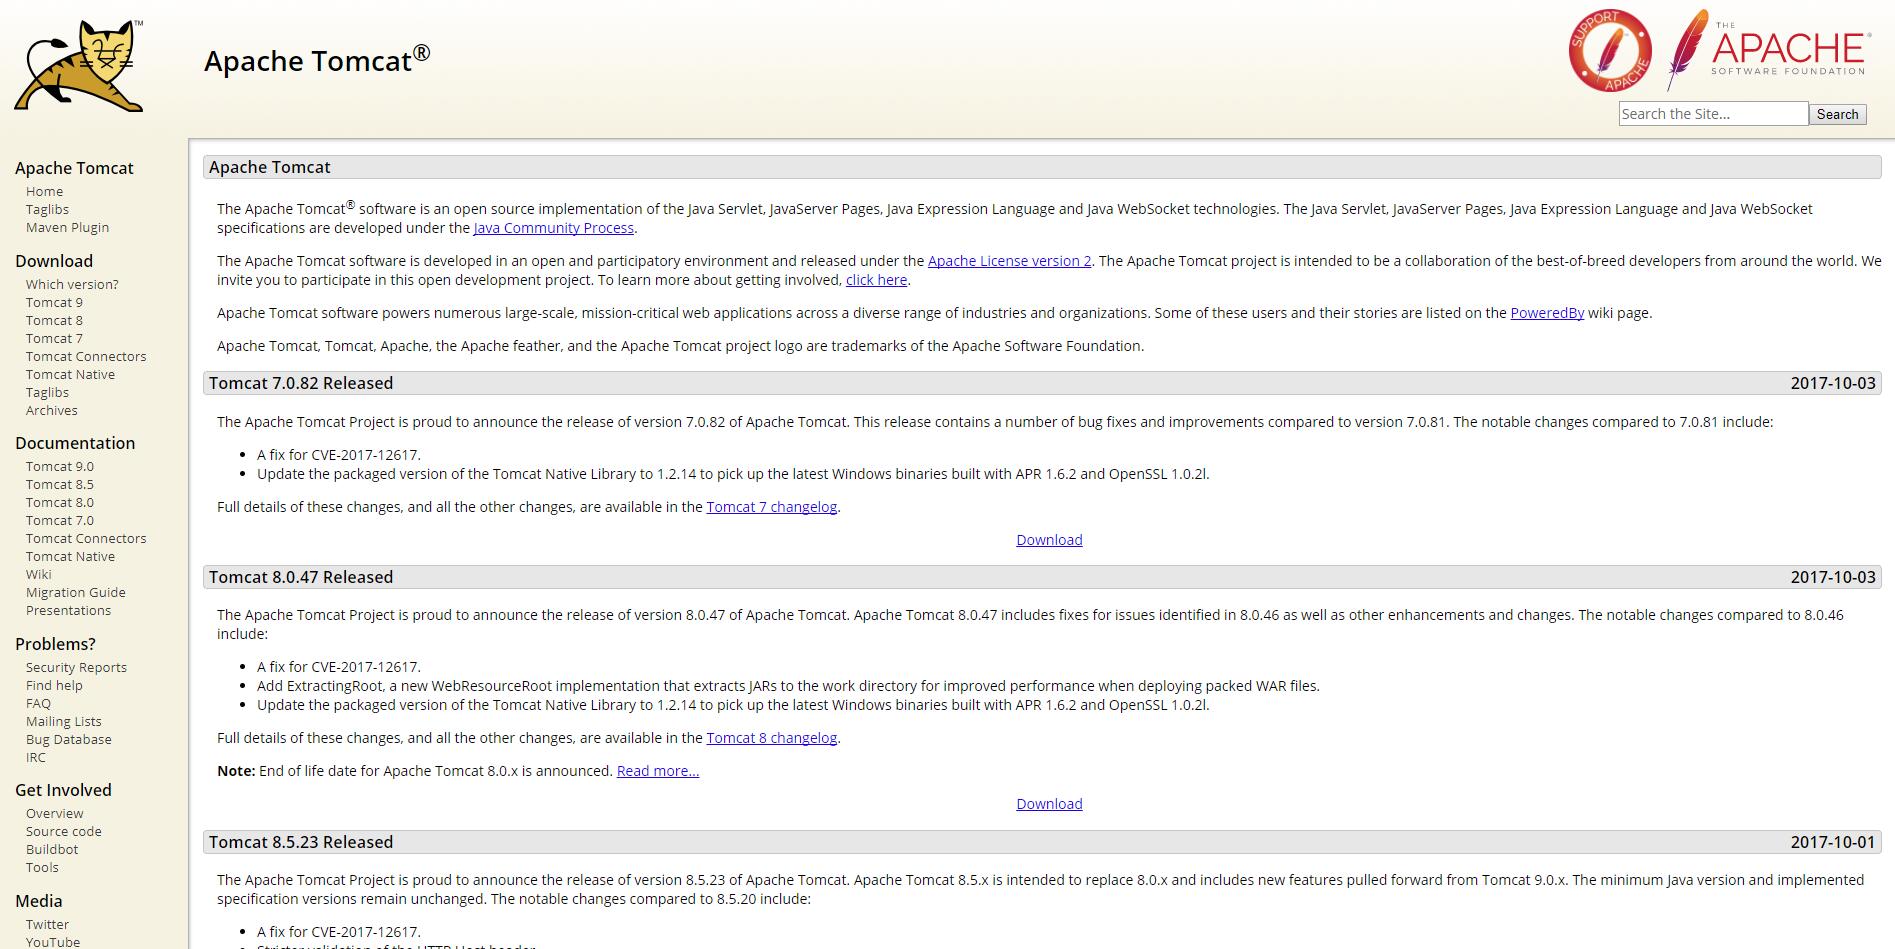 TM
Apache Tomcat®
SUPPORT
APACHE
THE
APACHE®
SOFTWARE FOUNDATION
Search the Site...
Search
Apache Tomcat
Home
Taglibs
Maven Plugin
Download
Which version?
Tomcat 9
Tomcat 8
Tomcat 7
Tomcat Connectors
Tomcat Native
Taglibs
Archives
Documentation
Tomcat 9.0
Tomcat 8.5
Tomcat 8.0
Tomcat 7.0
Tomcat Connectors
Tomcat Native
Wiki
Migration Guide
Presentations
Problems?
Security Reports
Find help
FAQ
Mailing Lists
Bug Database
IRC
Get Involved
Overview
Source code
Buildbot
Tools
Media
Twitter
YouTube
Apache Tomcat
The Apache Tomcat® software is an open source implementation of the Java Servlet, JavaServer Pages, Java Expression Language and Java WebSocket technologies. The Java Servlet, JavaServer Pages, Java Expression Language and Java WebSocket
specifications are developed under the Java Community Process.
The Apache Tomcat software is developed in an open and participatory environment and released under the Apache License version 2. The Apache Tomcat project is intended to be a collaboration of the best-of-breed developers from around the world. We
invite you to participate in this open development project. To learn more about getting involved, click here.
Apache Tomcat software powers numerous large-scale, mission-critical web applications across a diverse range of industries and organizations. Some of these users and their stories are listed on the PoweredBy wiki page.
Apache Tomcat, Tomcat, Apache, the Apache feather, and the Apache Tomcat project logo are trademarks of the Apache Software Foundation.
Tomcat 7.0.82 Released 2017-10-03
The Apache Tomcat Project is proud to announce the release of version 7.0.82 of Apache Tomcat. This release contains a number of bug fixes and improvements compared to version 7.0.81. The notable changes compared to 7.0.81 include:
• A fix for CVE-2017-12617.
• Update the packaged version of the Tomcat Native Library to 1.2.14 to pick up the latest Windows binaries built with APR 1.6.2 and OpenSSL 1.0.2l.
Full details of these changes, and all the other changes, are available in the Tomcat 7 changelog.
Download
Tomcat 8.0.47 Released 2017-10-03
The Apache Tomcat Project is proud to announce the release of version 8.0.47 of Apache Tomcat. Apache Tomcat 8.0.47 includes fixes for issues identified in 8.0.46 as well as other enhancements and changes. The notable changes compared to 8.0.46
include:
• A fix for CVE-2017-12617.
• Add ExtractingRoot, a new WebResourceRoot implementation that extracts JARs to the work directory for improved performance when deploying packed WAR files.
• Update the packaged version of the Tomcat Native Library to 1.2.14 to pick up the latest Windows binaries built with APR 1.6.2 and OpenSSL 1.0.2l.
Full details of these changes, and all the other changes, are available in the Tomcat 8 changelog.
Note: End of life date for Apache Tomcat 8.0.x is announced. Read more...
Download
Tomcat 8.5.23 Released 2017-10-01
The Apache Tomcat Project is proud to announce the release of version 8.5.23 of Apache Tomcat. Apache Tomcat 8.5.x is intended to replace 8.0.x and includes new features pulled forward from Tomcat 9.0.x. The minimum Java version and implemented
specification versions remain unchanged. The notable changes compared to 8.5.20 include:
• A fix for CVE-2017-12617.
• Stricter validation of the HTTP Host header